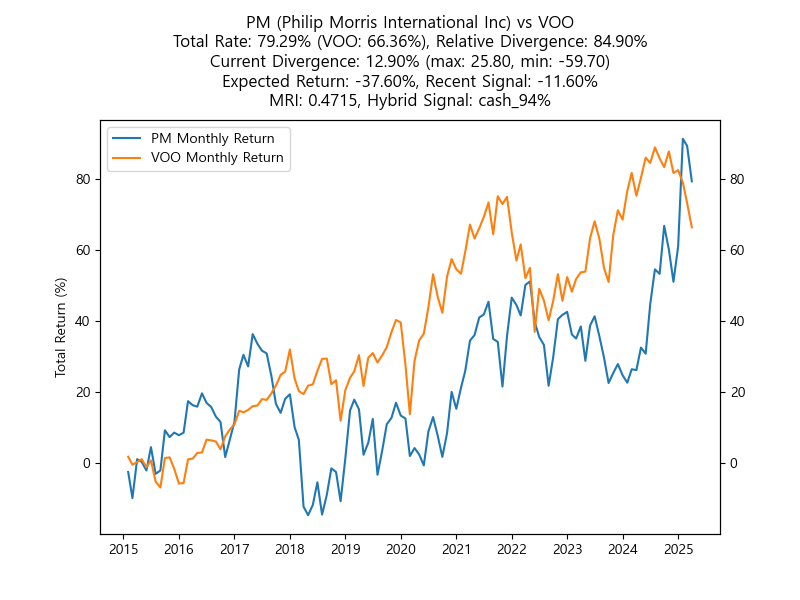 PM (Philip Morris International Inc) vs VOO
Total Rate: 79.29% (VOO: 66.36%), Relative Divergence: 84.90%
Current Divergence: 12.90% (max: 25.80, min: -59.70)
Expected Return: -37.60%, Recent Signal: -11.60%
MRI: 0.4715, Hybrid Signal: cash_94%
PM Monthly Return
VOO Monthly Return
Total Return (%)
80
60
40
20
0
80
60
40
20
0
2015 2016 2017 2018 2019 2020 2021 2022 2023 2024 2025